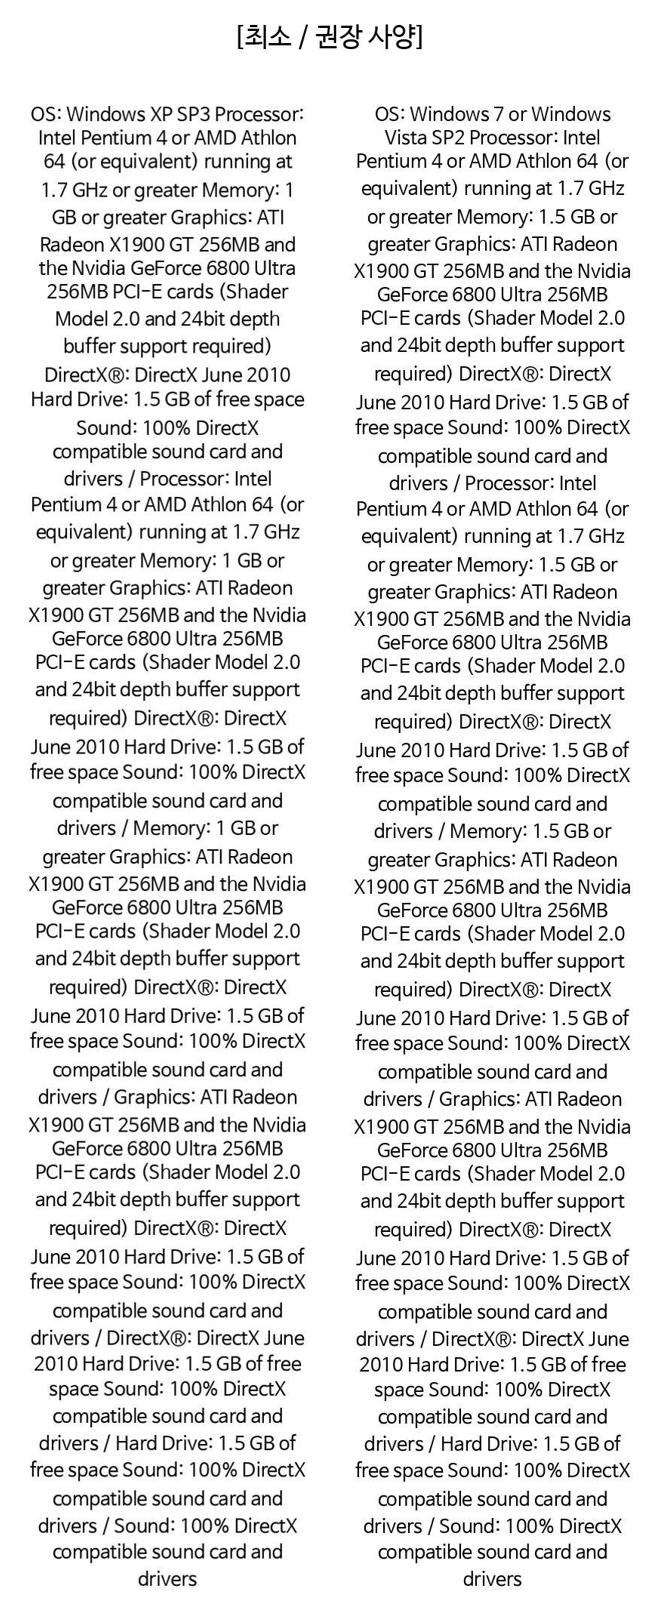 [최소 / 권장 사양]
OS: Windows XP SP3 Processor:
Intel Pentium 4 or AMD Athlon
64 (or equivalent) running at
1.7 GHz or greater Memory: 1
GB or greater Graphics: ATI
Radeon X1900 GT 256MB and
the Nvidia GeForce 6800 Ultra
256MB PCI-E cards (Shader
Model 2.0 and 24bit depth
buffer support required)
DirectX®: DirectX June 2010
Hard Drive: 1.5 GB of free space
Sound: 100% DirectX
compatible sound card and
drivers / Processor: Intel
Pentium 4 or AMD Athlon 64 (or
equivalent) running at 1.7 GHz
or greater Memory: 1 GB or
greater Graphics: ATI Radeon
X1900 GT 256MB and the Nvidia
GeForce 6800 Ultra 256MB
PCI-E cards (Shader Model 2.0
and 24bit depth buffer support
required) DirectX®: DirectX
June 2010 Hard Drive: 1.5 GB of
free space Sound: 100% DirectX
compatible sound card and
drivers / Memory: 1 GB or
greater Graphics: ATI Radeon
X1900 GT 256MB and the Nvidia
GeForce 6800 Ultra 256MB
PCI-E cards (Shader Model 2.0
and 24bit depth buffer support
required) DirectX®: DirectX
June 2010 Hard Drive: 1.5 GB of
free space Sound: 100% DirectX
compatible sound card and
drivers / Graphics: ATI Radeon
X1900 GT 256MB and the Nvidia
GeForce 6800 Ultra 256MB
PCI-E cards (Shader Model 2.0
and 24bit depth buffer support
required) DirectX®: DirectX
June 2010 Hard Drive: 1.5 GB of
free space Sound: 100% DirectX
compatible sound card and
drivers / DirectX®: DirectX June
2010 Hard Drive: 1.5 GB of free
space Sound: 100% DirectX
compatible sound card and
drivers / Hard Drive: 1.5 GB of
free space Sound: 100% DirectX
compatible sound card and
drivers / Sound: 100% DirectX
compatible sound card and
drivers
OS: Windows 7 or Windows
Vista SP2 Processor: Intel
Pentium 4 or AMD Athlon 64 (or
equivalent) running at 1.7 GHz
or greater Memory: 1.5 GB or
greater Graphics: ATI Radeon
X1900 GT 256MB and the Nvidia
GeForce 6800 Ultra 256MB
PCI-E cards (Shader Model 2.0
and 24bit depth buffer support
required) DirectX®: DirectX
June 2010 Hard Drive: 1.5 GB of
free space Sound: 100% DirectX
compatible sound card and
drivers / Processor: Intel
Pentium 4 or AMD Athlon 64 (or
equivalent) running at 1.7 GHz
or greater Memory: 1.5 GB or
greater Graphics: ATI Radeon
X1900 GT 256MB and the Nvidia
GeForce 6800 Ultra 256MB
PCI-E cards (Shader Model 2.0
and 24bit depth buffer support
required) DirectX®: DirectX
June 2010 Hard Drive: 1.5 GB of
free space Sound: 100% DirectX
compatible sound card and
drivers / Memory: 1.5 GB or
greater Graphics: ATI Radeon
X1900 GT 256MB and the Nvidia
GeForce 6800 Ultra 256MB
PCI-E cards (Shader Model 2.0
and 24bit depth buffer support
required) DirectX®: DirectX
June 2010 Hard Drive: 1.5 GB of
free space Sound: 100% DirectX
compatible sound card and
drivers / Graphics: ATI Radeon
X1900 GT 256MB and the Nvidia
GeForce 6800 Ultra 256MB
PCI-E cards (Shader Model 2.0
and 24bit depth buffer support
required) DirectX®: DirectX
June 2010 Hard Drive: 1.5 GB of
free space Sound: 100% DirectX
compatible sound card and
drivers / DirectX®: DirectX June
2010 Hard Drive: 1.5 GB of free
space Sound: 100% DirectX
compatible sound card and
drivers / Hard Drive: 1.5 GB of
free space Sound: 100% DirectX
compatible sound card and
drivers / Sound: 100% DirectX
compatible sound card and
drivers